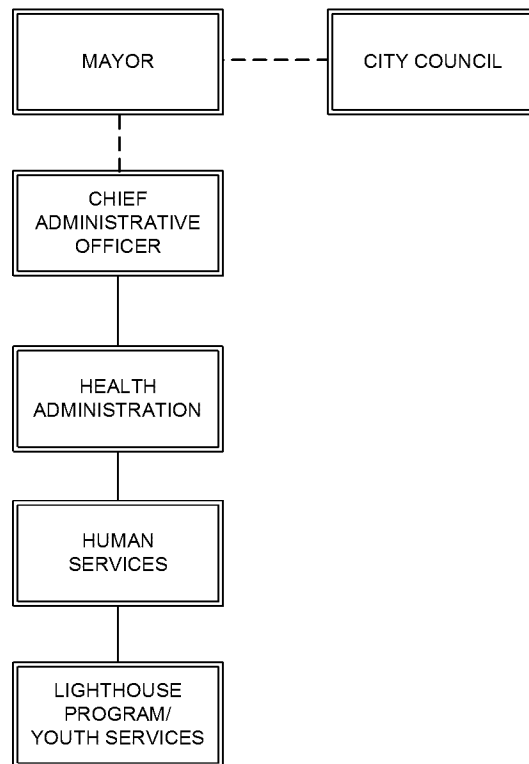 MAYOR
CITY COUNCIL
CHIEF
ADMINISTRATIVE
OFFICER
HEALTH
ADMINISTRATION
HUMAN
SERVICES
LIGHTHOUSE
PROGRAM/
YOUTH SERVICES